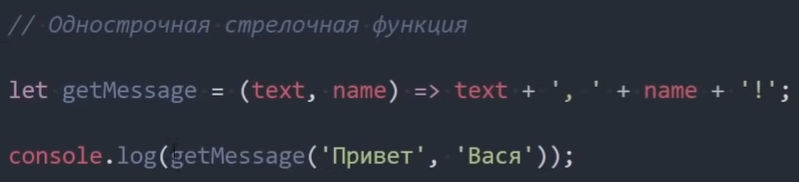 // Однострочная стрелочная функция
let getMessage = (text, name) => text + ', ' + name + '!';
console.log(getMessage('Привет', 'Вася'));